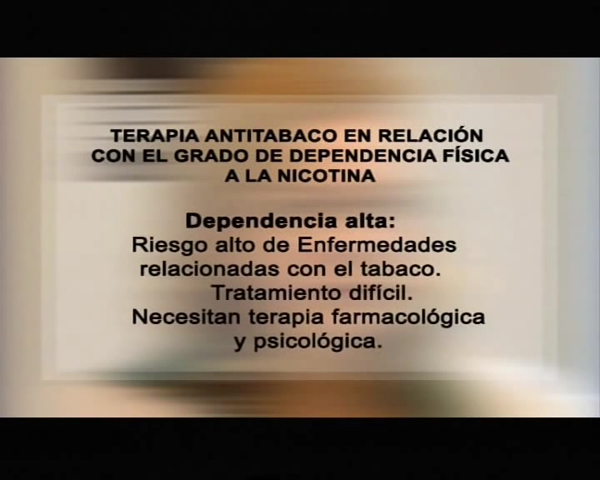 TERAPIA ANTITABACO EN RELACIÓN
CON EL GRADO DE DEPENDENCIA FÍSICA
A LA NICOTINA
Dependencia alta:
Riesgo alto de Enfermedades
relacionadas con el tabaco.
Tratamiento difícil.
Necesitan terapia farmacológica
y psicológica.